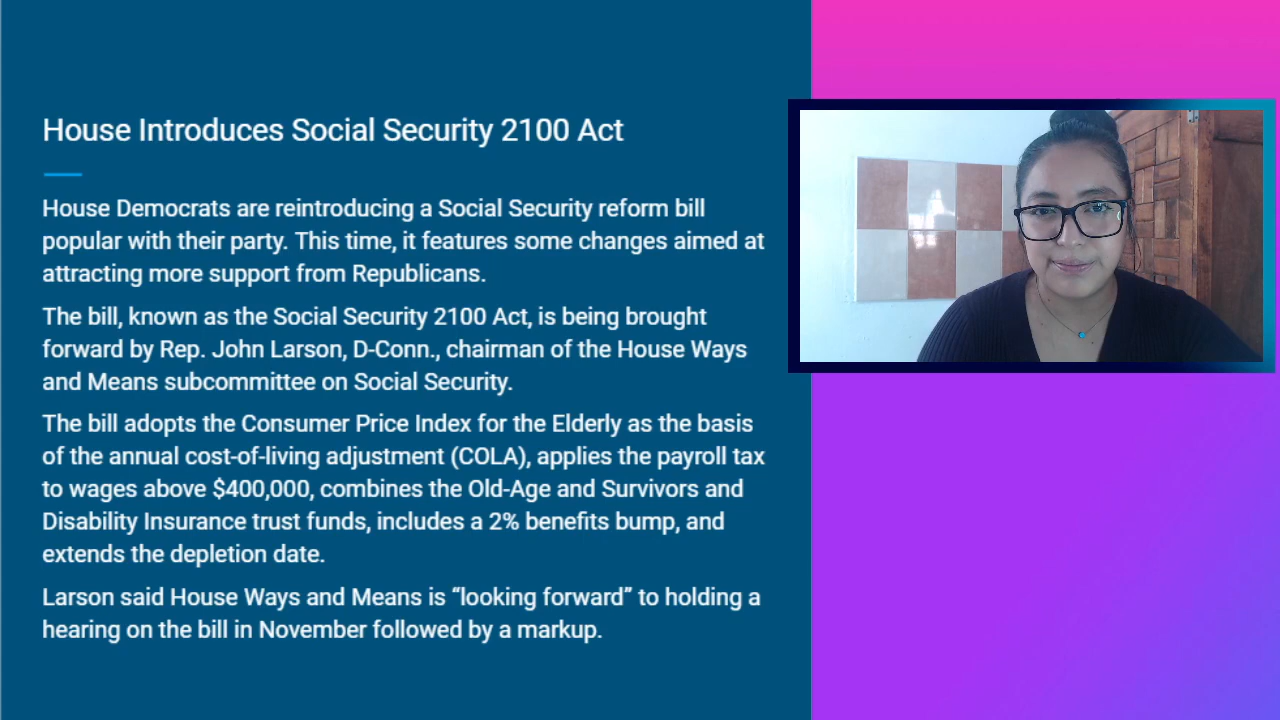 House Introduces Social Security 2100 Act
House Democrats are reintroducing a Social Security reform bill
popular with their party. This time, it features some changes aimed at
attracting more support from Republicans.
The bill, known as the Social Security 2100 Act, is being brought
forward by Rep. John Larson, D-Conn., chairman of the House Ways
and Means subcommittee on Social Security.
The bill adopts the Consumer Price Index for the Elderly as the basis
of the annual cost-of-living adjustment (COLA), applies the payroll tax
to wages above $400,000, combines the Old-Age and Survivors and
Disability Insurance trust funds, includes a 2% benefits bump, and
extends the depletion date.
Larson said House Ways and Means is “looking forward” to holding a
hearing on the bill in November followed by a markup.